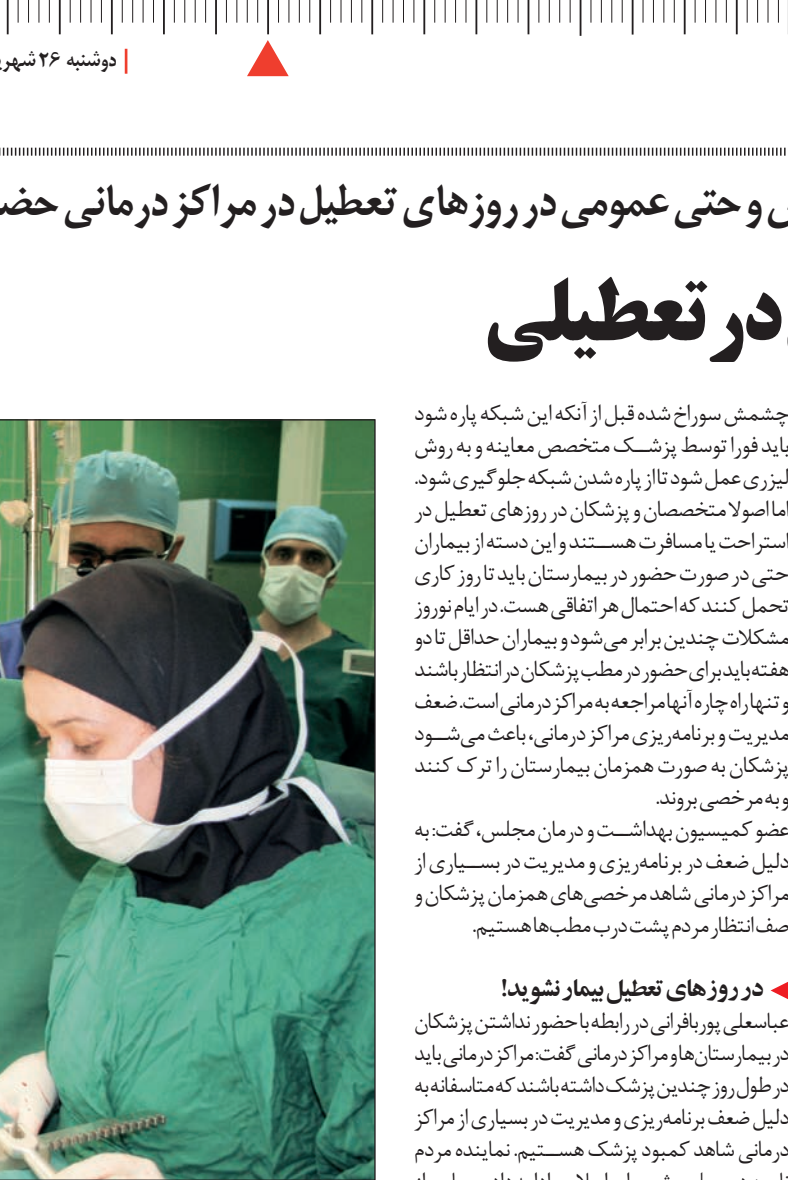 دوشنبه ۲۶
و حتی عمومی در روزهای تعطیل در مراکز درمانی
در تعطیلی
چشمش سوراخ شده قبل از آنکه این شبکه پاره شود
باید فورا توسط پزشک متخصص معاینه و به روش
لیزری عمل شود تا از پاره شدن شبکه جلوگیری شود.
اما اصولا متخصصان و پزشکان در روزهای تعطیل در
استراحت یا مسافرت هستند و این دسته از بیماران
حتی در صورت حضور در بیمارستان باید تا روز کاری
تحمل کنند که احتمال هر اتفاقی هست. در ایام نوروز
مشکلات چندین برابر می‌شود و بیماران حداقل تا دو
هفته باید برای حضور در مطب پزشکان در انتظار باشند
و تنها راه چاره آنها مراجعه به مراکز درمانی است. ضعف
مدیریت و برنامه‌ریزی مراکز درمانی، باعث می‌شود
پزشکان به صورت همزمان بیمارستان را ترک کنند
و به مرخصی بروند.
عضو کمیسیون بهداشت و درمان مجلس، گفت: به
دلیل ضعف در برنامه‌ریزی و مدیریت در بسیاری از
مراکز درمانی شاهد مرخصی‌های همزمان پزشکان و
صف انتظار مردم پشت درب مطب‌ها هستیم.
در روزهای تعطیل بیمار نشوید!
عباسعلی پوربافرانی در رابطه با حضور نداشتن پزشکان
در بیمارستان‌ها و مراکز درمانی گفت: مراکز درمانی باید
در طول روز چندین پزشک داشته باشند که متاسفانه به
دلیل ضعف برنامه‌ریزی و مدیریت در بسیاری از مراکز
درمانی شاهد کمبود پزشک هستیم. نماینده مردم